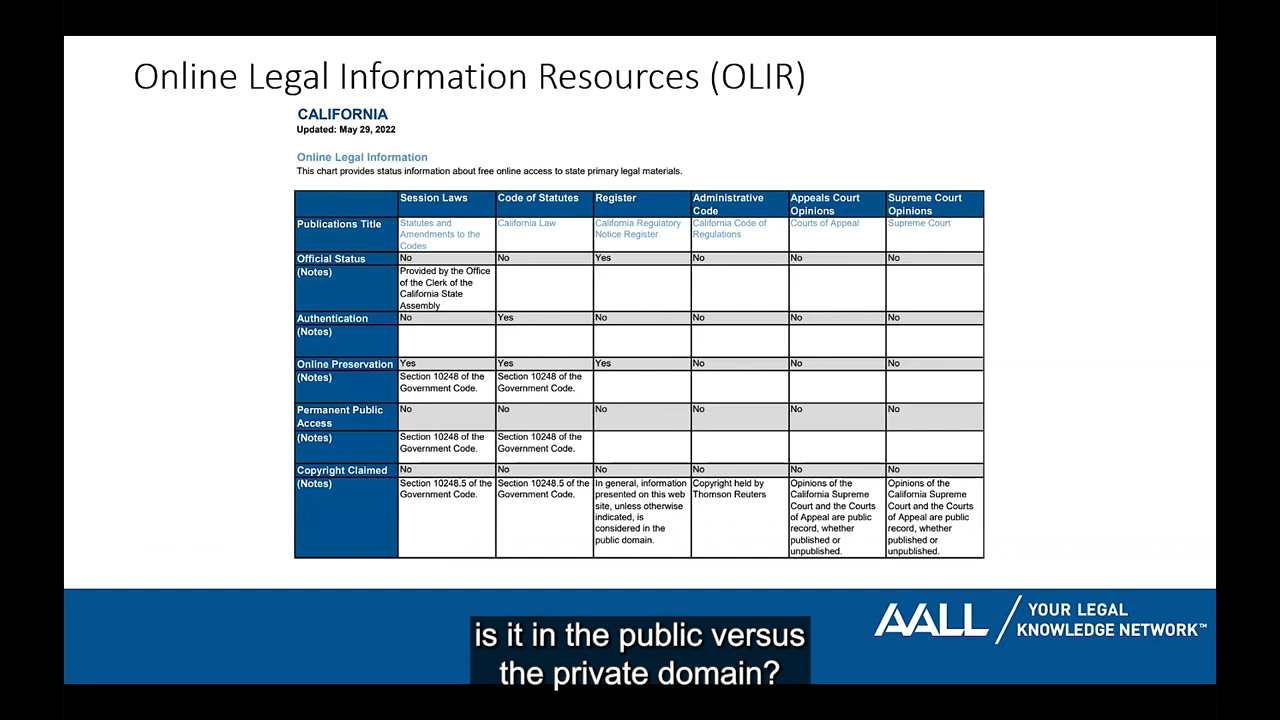 Online Legal Information Resources (OLIR)
CALIFORNIA
Updated: May 29, 2022
Online Legal Information
This chart provides status information about free online access to state primary legal materials.
Session Laws
Code of Statutes
Register
Administrative
Code
Appeals Court
Opinions
Supreme Court
Opinions
Publications Title
Statutes and
Amendments to the
Codes
California Law
California Regulatory
Notice Register
California Code of
Regulations
Courts of Appeal
Supreme Court
Official Status
No
No
Yes
No
No
No
(Notes)
Provided by the Office
of the Clerk of the
California State
Assembly
Authentication
No
Yes
No
No
No
No
(Notes)
Online Preservation
Yes
Yes
Yes
No
No
No
(Notes)
Section 10248 of the
Government Code.
Section 10248 of the
Government Code.
Permanent Public
Access
No
No
No
No
No
No
(Notes)
Section 10248 of the
Government Code.
Section 10248 of the
Government Code.
Copyright Claimed
No
No
No
No
No
No
(Notes)
Section 10248.5 of the
Government Code.
Section 10248.5 of the
Government Code.
In general, information
presented on this web
site, unless otherwise
indicated, is
considered in the
public domain.
Copyright held by
Thomson Reuters
Opinions of the
California Supreme
Court and the Courts
of Appeal are public
record, whether
published or
unpublished.
Opinions of the
California Supreme
Court and the Courts
of Appeal are public
record, whether
published or
unpublished.
AALL
YOUR LEGAL
KNOWLEDGE NETWORK™
is it in the public versus
the private domain?